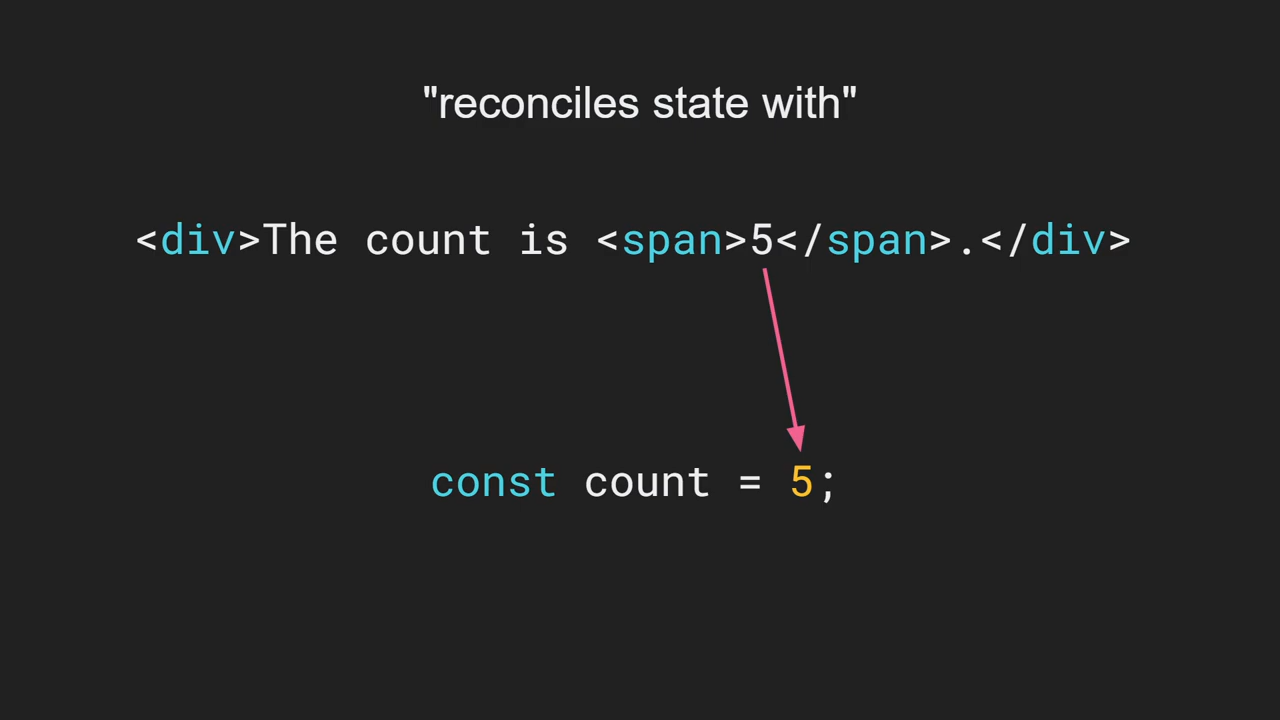 "reconciles state with"
<div>The count is <span>5</span>.</div>
const count = 5;